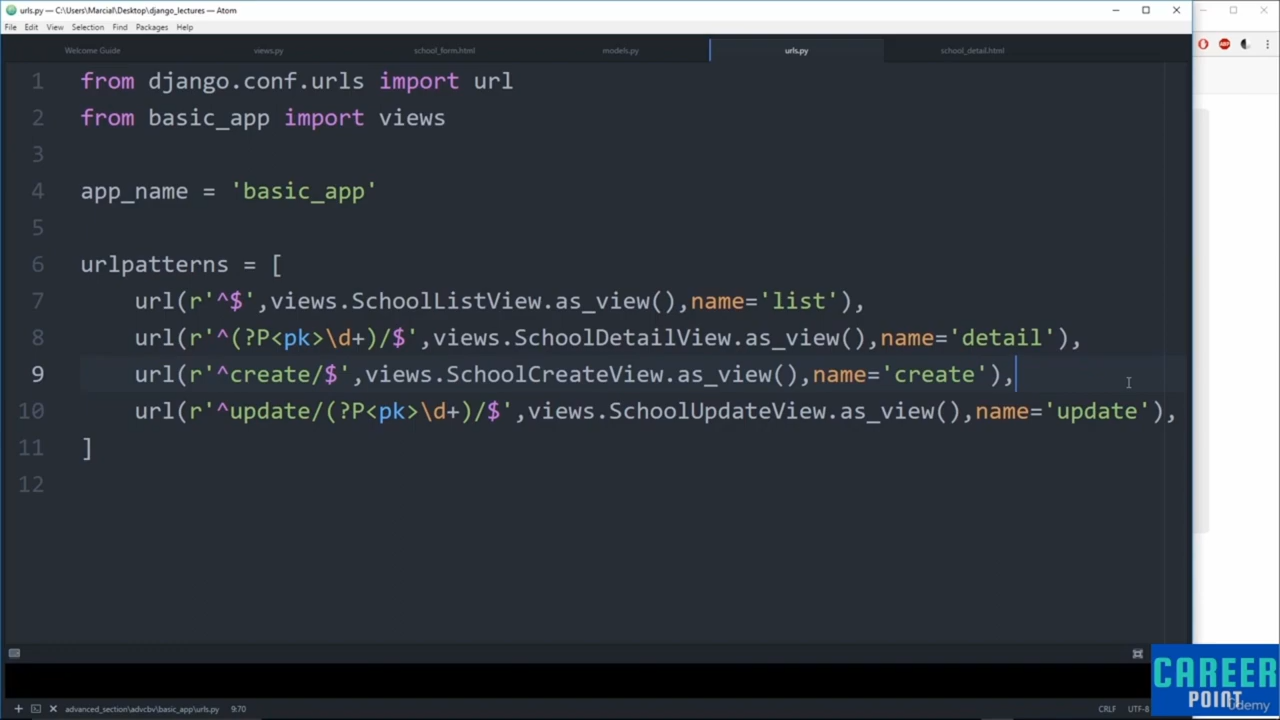 urls.py — C:\Users\Marcial\Desktop\django_lectures — Atom
File Edit View Selection Find Packages Help
Welcome Guide views.py school_form.html models.py urls.py school_detail.html
ABP
1 from django.conf.urls import url
2 from basic_app import views
3
4 app_name = 'basic_app'
5
6 urlpatterns = [
7 url(r'^$',views.SchoolListView.as_view(),name='list'),
8 url(r'^(?P<pk>\d+)/$',views.SchoolDetailView.as_view(),name='detail'),
9 url(r'^create/$',views.SchoolCreateView.as_view(),name='create'),
10 url(r'^update/(?P<pk>\d+)/$',views.SchoolUpdateView.as_view(),name='update'),
11 ]
12
advanced_section\advcbv\basic_app\urls.py 9:70 CRLF UTF-8
CAREER
POINT
Udemy